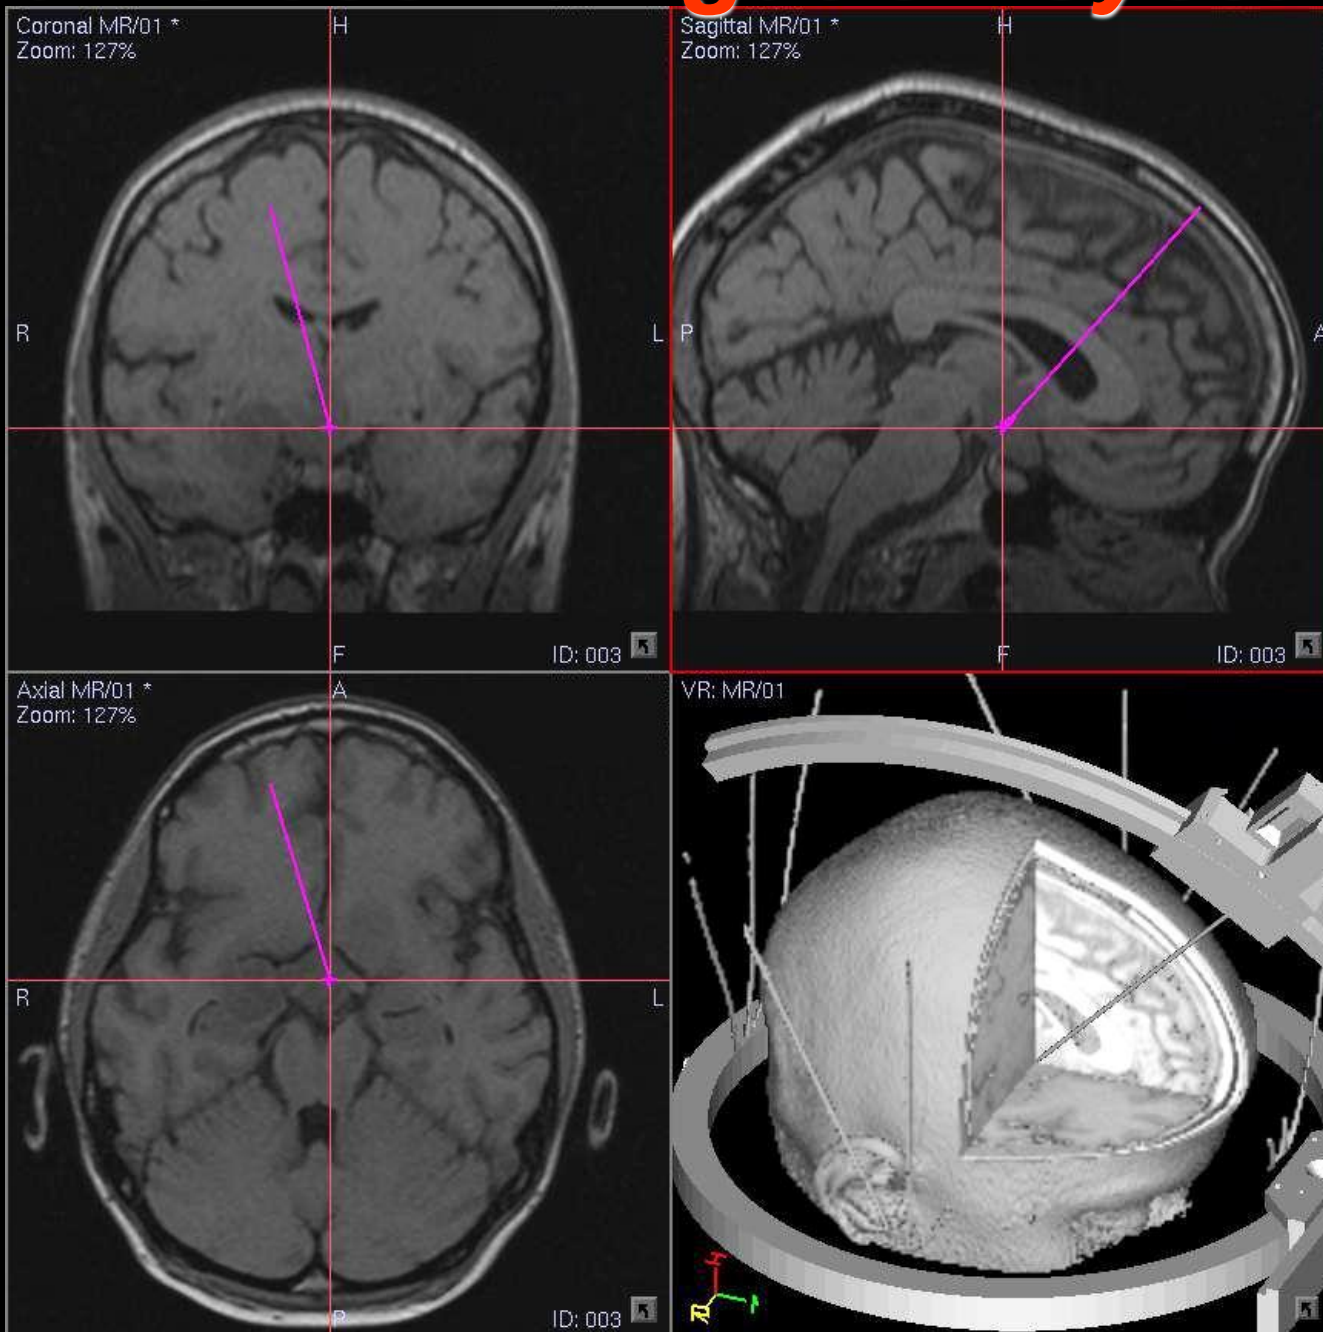 Coronal MR/01 *
Zoom: 127%
H
R
L
F
ID: 003
Sagittal MR/01 *
Zoom: 127%
H
P
A
F
ID: 003
Axial MR/01 *
Zoom: 127%
A
R
L
P
ID: 003
VR: MR/01
H
R
A